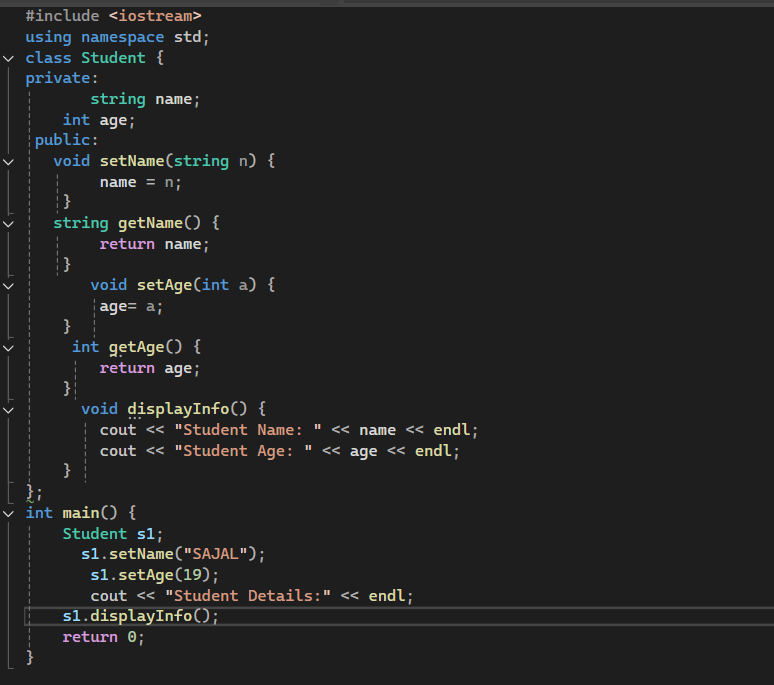 #include <iostream>
using namespace std;
class Student {
private:
       string name;
    int age;
 public:
   void setName(string n) {
        name = n;
    }
   string getName() {
        return name;
    }
       void setAge(int a) {
        age= a;
    }
     int getAge() {
        return age;
    }
      void displayInfo() {
        cout << "Student Name: " << name << endl;
        cout << "Student Age: " << age << endl;
    }
};
int main() {
    Student s1;
      s1.setName("SAJAL");
       s1.setAge(19);
       cout << "Student Details:" << endl;
    s1.displayInfo();
    return 0;
}